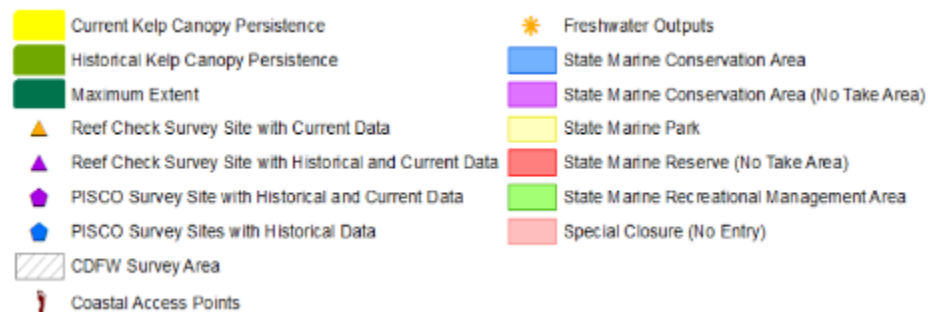 Current Kelp Canopy Persistence
Historical Kelp Canopy Persistence
Maximum Extent
Reef Check Survey Site with Current Data
Reef Check Survey Site with Historical and Current Data
PISCO Survey Site with Historical and Current Data
PISCO Survey Sites with Historical Data
CDFW Survey Area
Coastal Access Points
Freshwater Outputs
State Marine Conservation Area
State Marine Conservation Area (No Take Area)
State Marine Park
State Marine Reserve (No Take Area)
State Marine Recreational Management Area
Special Closure (No Entry)